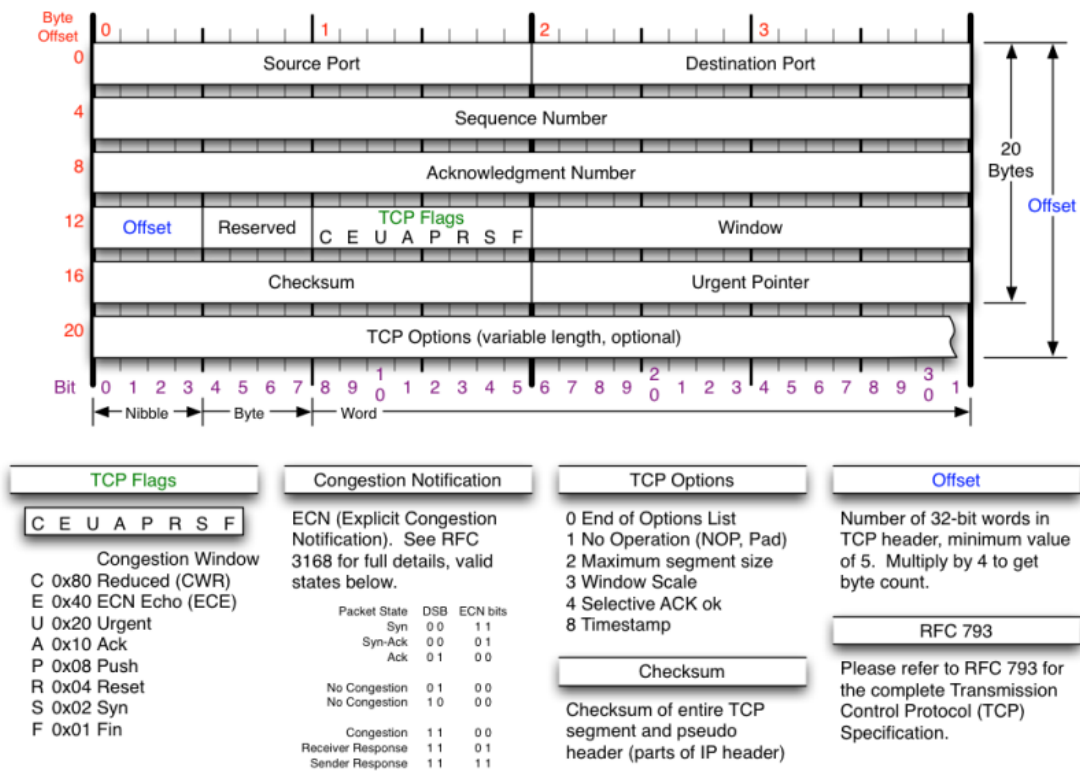 Byte
Offset
0 1 2 3
0 Source Port Destination Port
4 Sequence Number
8 Acknowledgment Number
12 Offset Reserved TCP Flags Window
C E U A P R S F
16 Checksum Urgent Pointer
20 TCP Options (variable length, optional)
20
Bytes
Offset
Bit 0 1 2 3 4 5 6 7 8 9 10 1 2 3 4 5 6 7 8 9 20 1 2 3 4 5 6 7 8 9 30 1
Nibble Byte Word
TCP Flags
C E U A P R S F
Congestion Window
C 0x80 Reduced (CWR)
E 0x40 ECN Echo (ECE)
U 0x20 Urgent
A 0x10 Ack
P 0x08 Push
R 0x04 Reset
S 0x02 Syn
F 0x01 Fin
Congestion Notification
ECN (Explicit Congestion
Notification). See RFC
3168 for full details, valid
states below.
Packet State DSB ECN bits
Syn 0 0 1 1
Syn-Ack 0 0 0 1
Ack 0 1 0 0
No Congestion 0 1 0 0
No Congestion 1 0 0 0
Congestion 1 1 0 0
Receiver Response 1 1 0 1
Sender Response 1 1 1 1
TCP Options
0 End of Options List
1 No Operation (NOP, Pad)
2 Maximum segment size
3 Window Scale
4 Selective ACK ok
8 Timestamp
Checksum
Checksum of entire TCP
segment and pseudo
header (parts of IP header)
Offset
Number of 32-bit words in
TCP header, minimum value
of 5. Multiply by 4 to get
byte count.
RFC 793
Please refer to RFC 793 for
the complete Transmission
Control Protocol (TCP)
Specification.